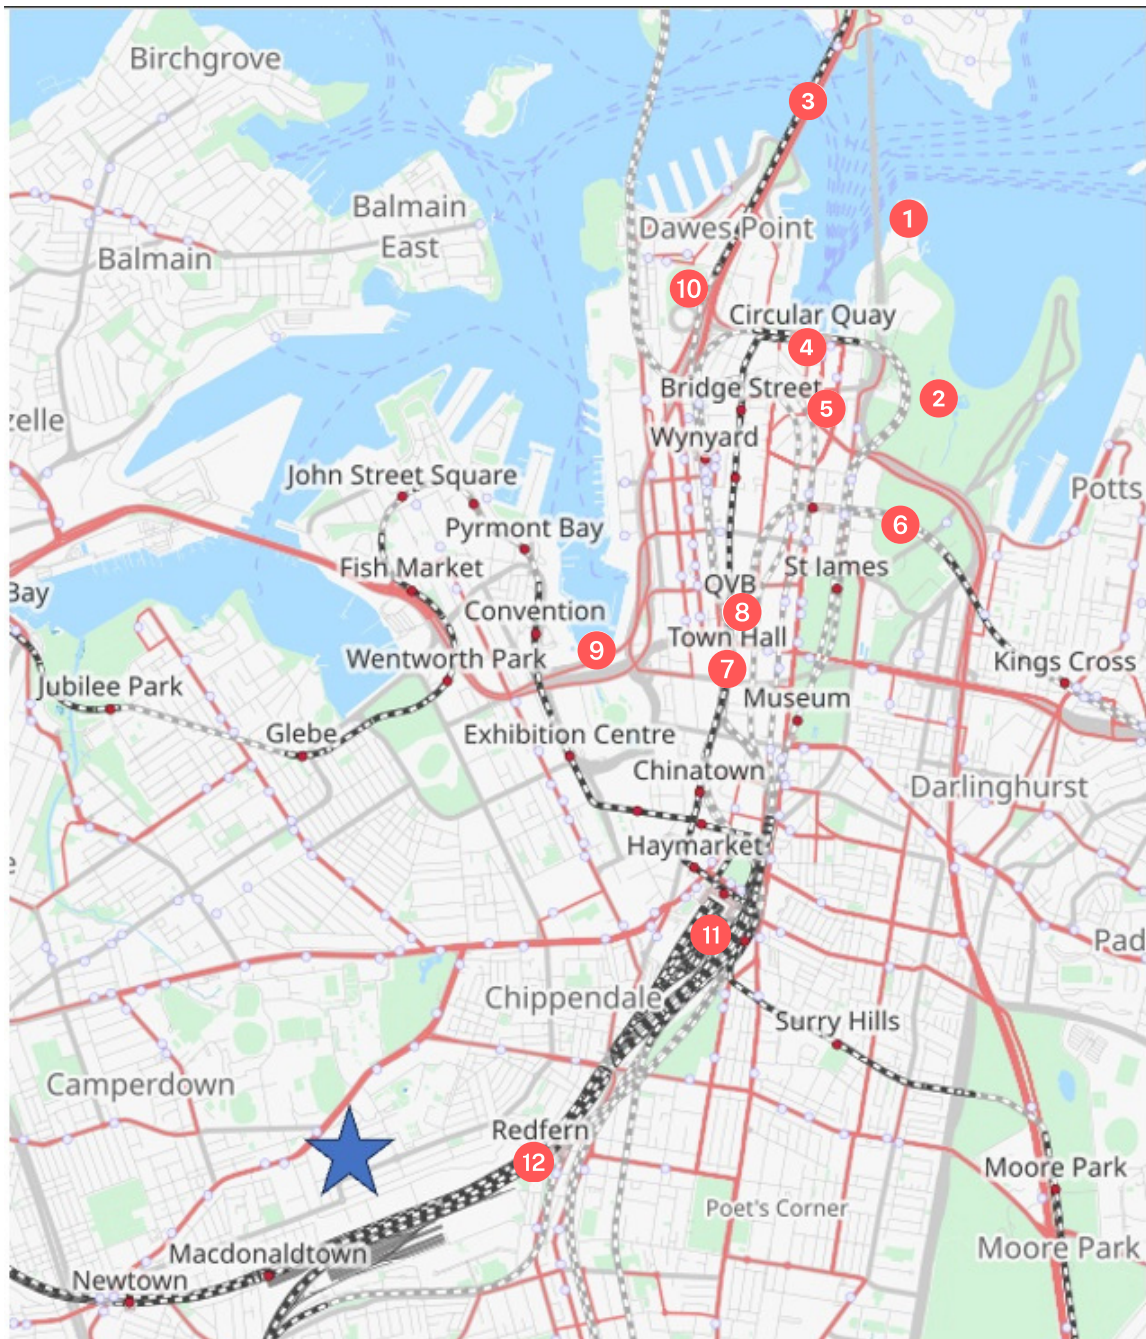 Birchgrove
3
Balmain
East
1
Dawes Point
Balmain
10
Circular Quay
4
Bridge Street
2
5
zelle
Wynyard
John Street Square
Potts
Pyrmont Bay
6
Fish Market
St James
QVB
Bay
Convention
8
Town Hall
9
Wentworth Park
Kings Cross
7
Jubilee Park
Museum
Glebe
Exhibition Centre
Chinatown
Darlinghurst
Haymarket
e
11
Pad
Chippendale
Surry Hills
Camperdown
Redfern
12
Moore Park
Poet's Corner
Moore Park
Macdonaldtown
Newtown